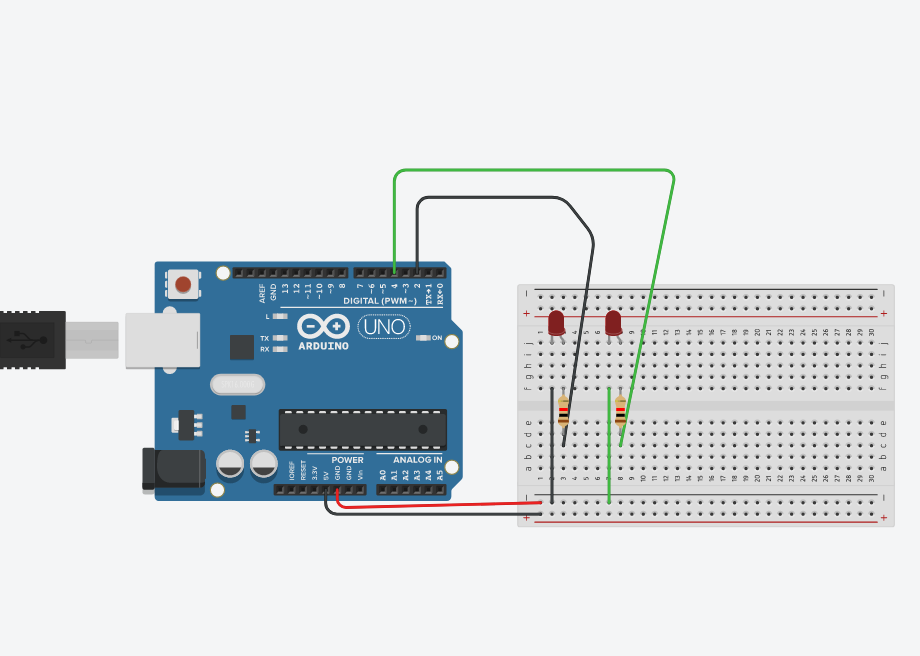 AREF
GND
13
12
~11
~10
~9
8
7
~6
~5
4
~3
2
TX→1
RX←0
DIGITAL (PWM~)
L
TX
RX
UNO
ARDUINO
ON
POWER
ANALOG IN
IOREF
RESET
3.3V
5V
GND
GND
Vin
A0
A1
A2
A3
A4
A5
− −
+ +
1 2 3 4 5 6 7 8 9 10 11 12 13 14 15 16 17 18 19 20 21 22 23 24 25 26 27 28 29 30
j j
i i
h h
g g
f f
e e
d d
c c
b b
a a
1 2 3 4 5 6 7 8 9 10 11 12 13 14 15 16 17 18 19 20 21 22 23 24 25 26 27 28 29 30
− −
+ +